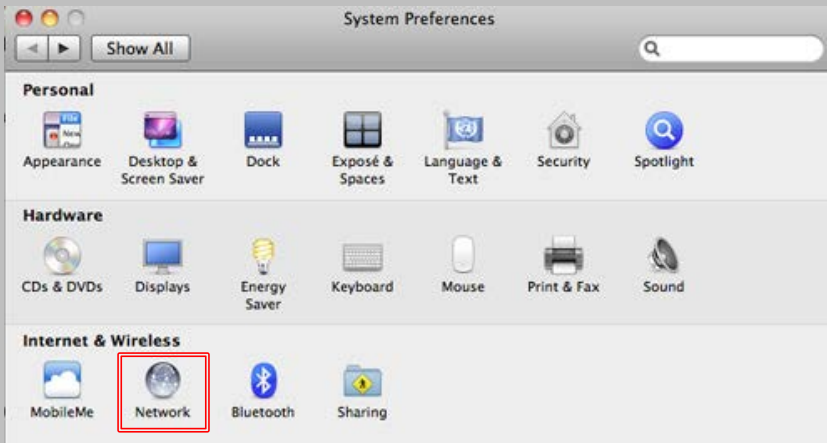 System Preferences
Show All
Personal
Appearance
Desktop &
Screen Saver
Dock
Exposé &
Spaces
Language &
Text
Security
Spotlight
Hardware
CDs & DVDs
Displays
Energy
Saver
Keyboard
Mouse
Print & Fax
Sound
Internet & Wireless
MobileMe
Network
Bluetooth
Sharing